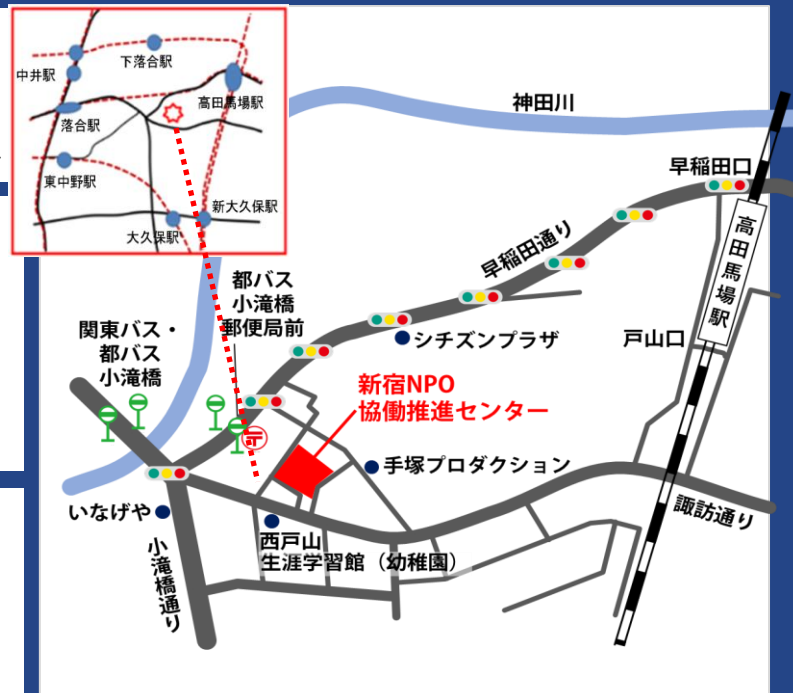 中井駅
下落合駅
高田馬場駅
落合駅
東中野駅
新大久保駅
大久保駅
神田川
早稲田口
高田馬場駅
早稲田通り
都バス
小滝橋
郵便局前
関東バス・
都バス
小滝橋
シチズンプラザ
戸山口
新宿NPO
協働推進センター
手塚プロダクション
いなげや
西戸山
生涯学習館（幼稚園）
諏訪通り
小滝橋通り